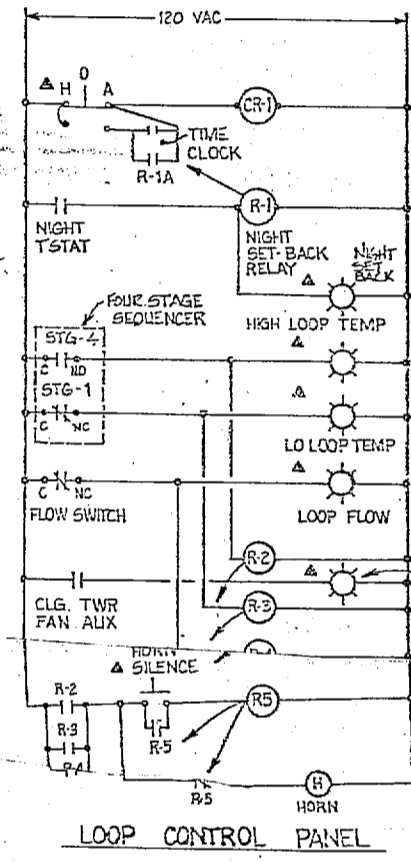 120 VAC
H O A
CR-1
TIME CLOCK
R-1A
R-1
NIGHT TSTAT
NIGHT SET-BACK RELAY
NIGHT SET BACK
FOUR STAGE SEQUENCER
HIGH LOOP TEMP
STG-4
C NO
STG-1
C NC
LO LOOP TEMP
C NC
FLOW SWITCH
LOOP FLOW
R-2
CLG. TWR FAN AUX
R-3
R-4
HORN SILENCE
R-2
R5
R-3
R-5
R-4
R5
H
HORN
LOOP CONTROL PANEL